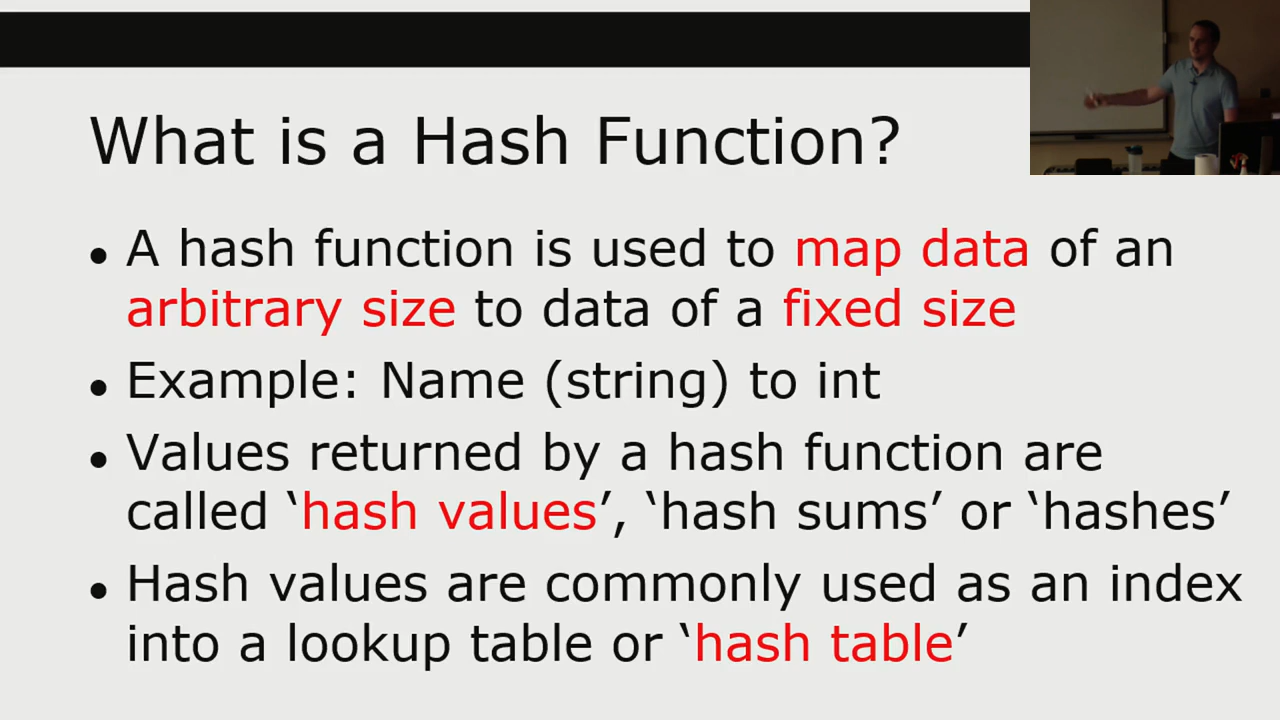 What is a Hash Function?
• A hash function is used to map data of an
arbitrary size to data of a fixed size
• Example: Name (string) to int
• Values returned by a hash function are
called ‘hash values’, ‘hash sums’ or ‘hashes’
• Hash values are commonly used as an index
into a lookup table or ‘hash table’